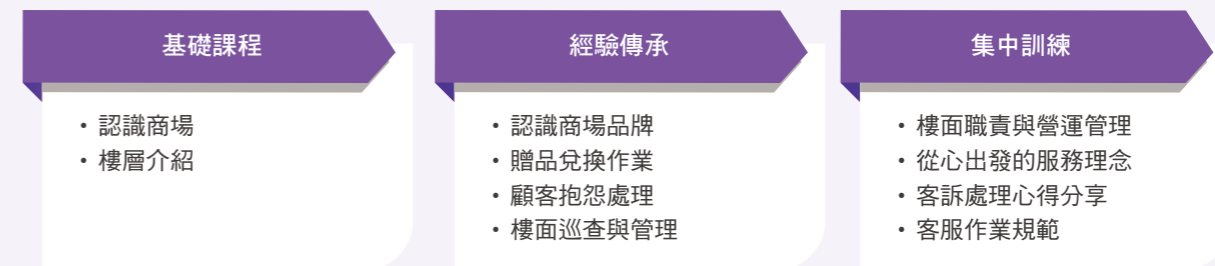 基礎課程
・認識商場
・樓層介紹
經驗傳承
・認識商場品牌
・贈品兌換作業
・顧客抱怨處理
・樓面巡查與管理
集中訓練
・樓面職責與營運管理
・從心出發的服務理念
・客訴處理心得分享
・客服作業規範